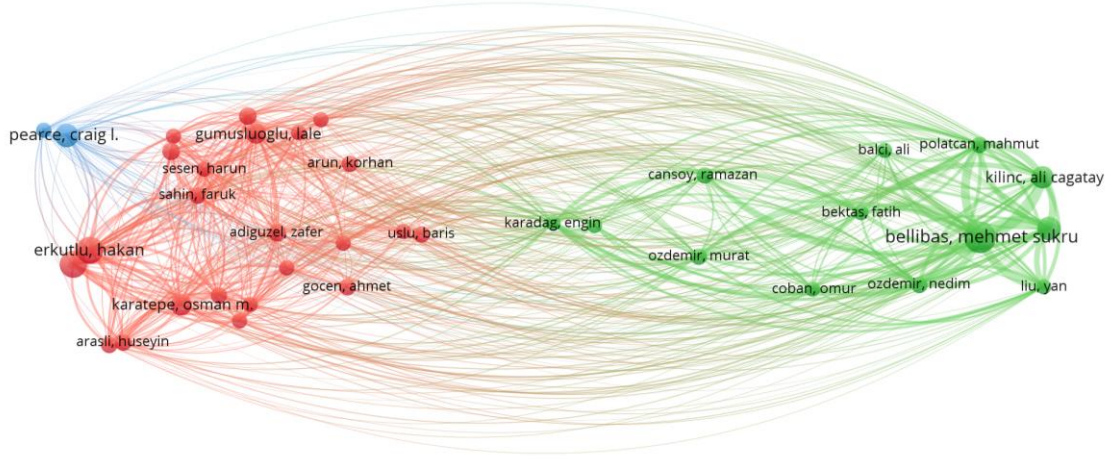 pearce, craig l.
gumusluoglu, lale
sesen, harun
arun, korhan
sahin, faruk
erkutlu, hakan
adiguzel, zafer
uslu, baris
gocen, ahmet
karatepe, osman m.
arasli, huseyin
cansoy, ramazan
karadag, engin
ozdemir, murat
balci, ali
polatcan, mahmut
kilinc, ali cagatay
bektas, fatih
bellibas, mehmet sukru
coban, omur
ozdemir, nedim
liu, yan